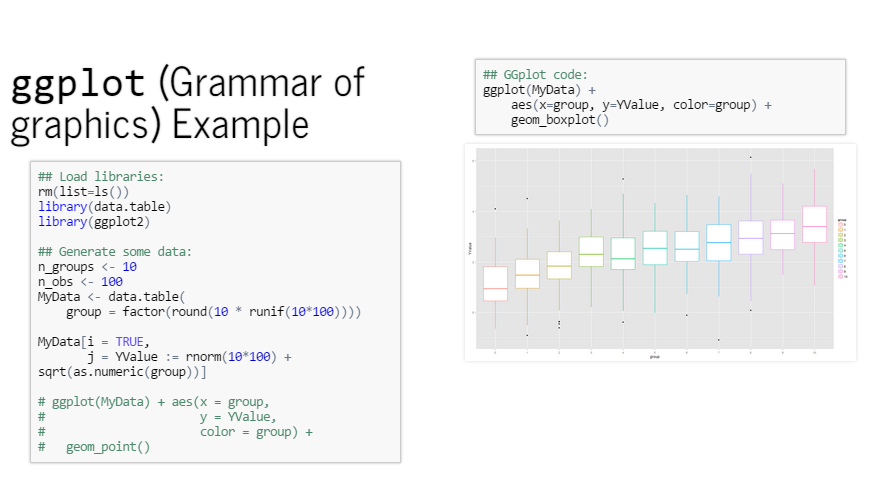 ggplot (Grammar of
graphics) Example
## Load libraries:
rm(list=ls())
library(data.table)
library(ggplot2)
## Generate some data:
n_groups <- 10
n_obs <- 100
MyData <- data.table(
    group = factor(round(10 * runif(10*100))))
MyData[i = TRUE,
       j = YValue := rnorm(10*100) +
sqrt(as.numeric(group))]
# ggplot(MyData) + aes(x = group,
#                      y = YValue,
#                      color = group) +
#   geom_point()
## GGplot code:
ggplot(MyData) +
    aes(x=group, y=YValue, color=group) +
    geom_boxplot()
YValue
group